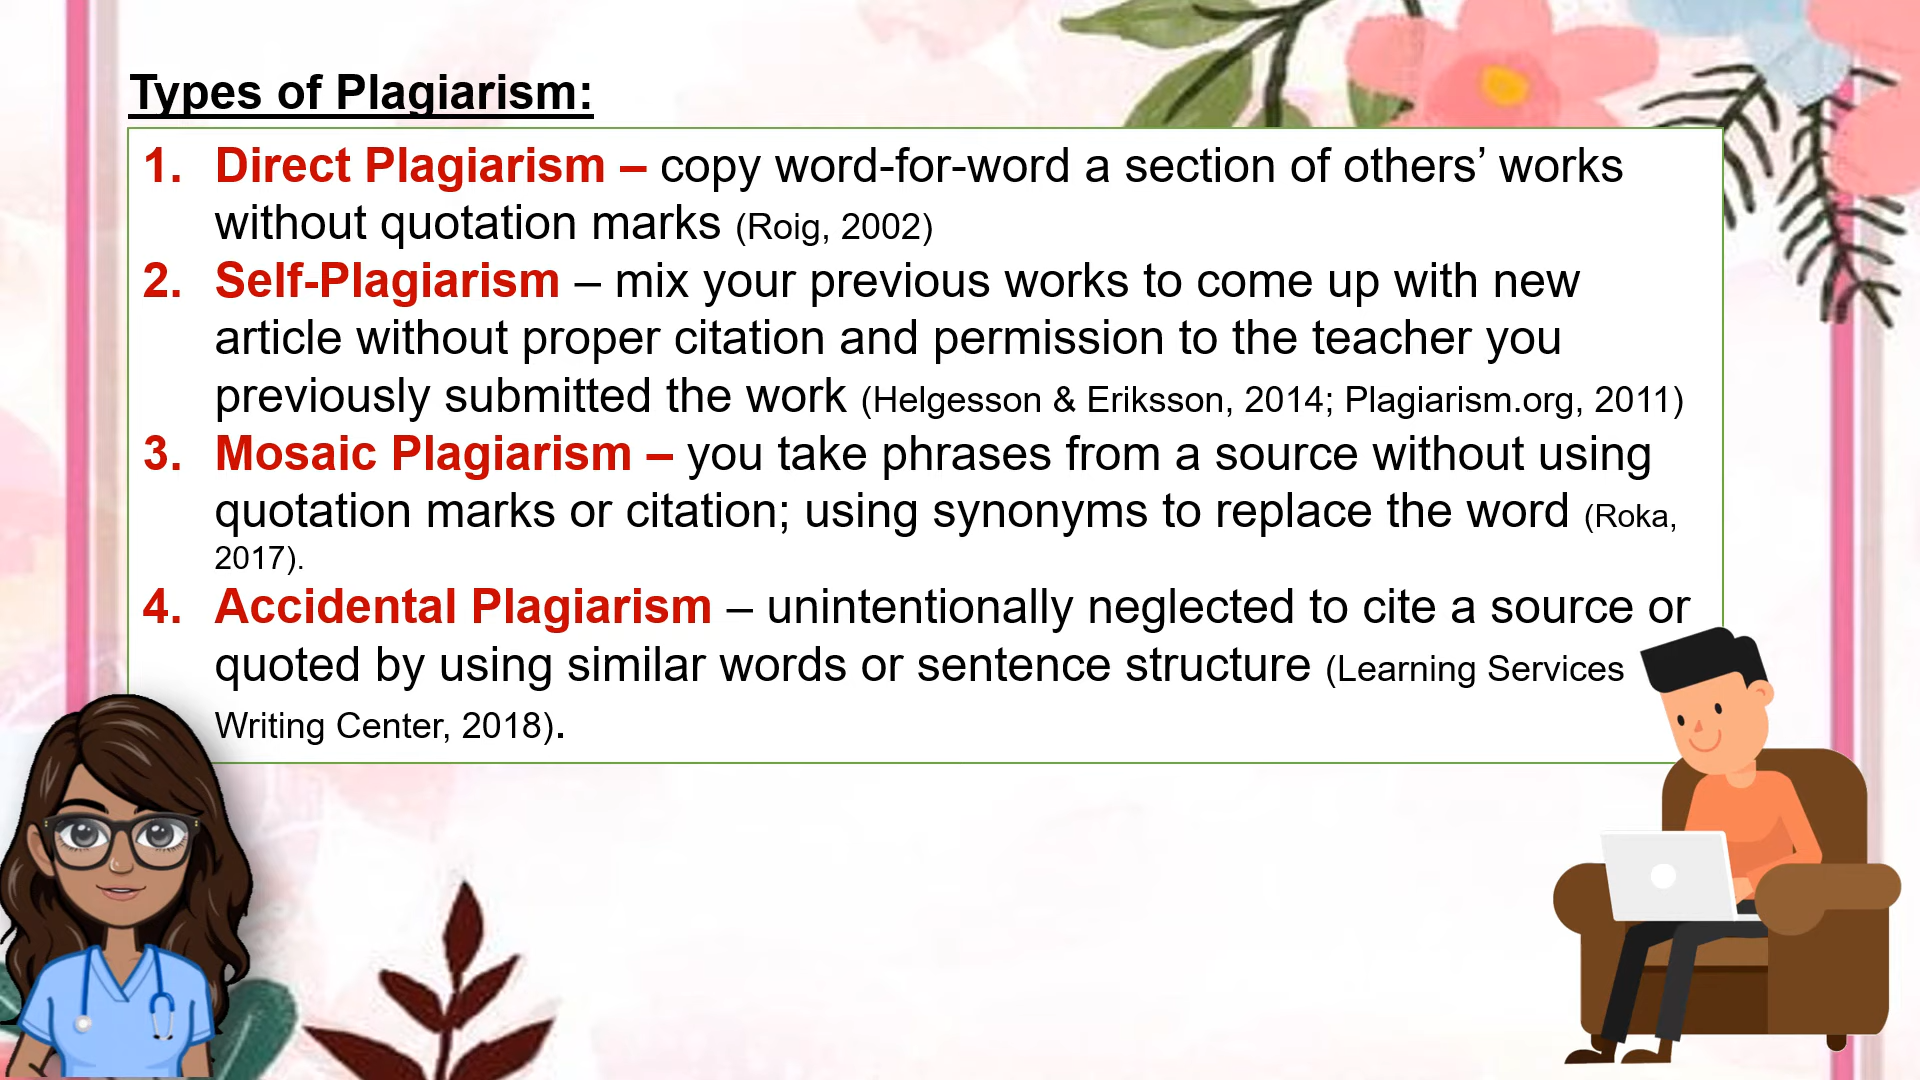 Types of Plagiarism:
1. Direct Plagiarism – copy word-for-word a section of others’ works
without quotation marks (Roig, 2002)
2. Self-Plagiarism – mix your previous works to come up with new
article without proper citation and permission to the teacher you
previously submitted the work (Helgesson & Eriksson, 2014; Plagiarism.org, 2011)
3. Mosaic Plagiarism – you take phrases from a source without using
quotation marks or citation; using synonyms to replace the word (Roka,
2017).
4. Accidental Plagiarism – unintentionally neglected to cite a source or
quoted by using similar words or sentence structure (Learning Services
Writing Center, 2018).